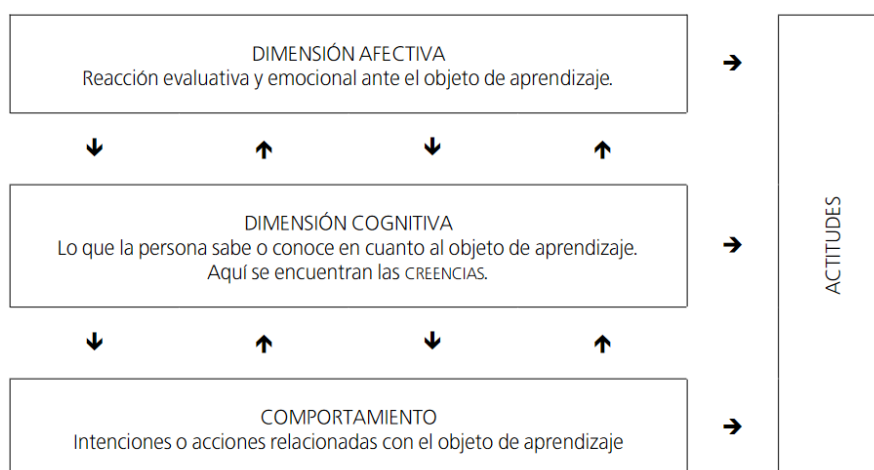 DIMENSIÓN AFECTIVA
Reacción evaluativa y emocional ante el objeto de aprendizaje.
DIMENSIÓN COGNITIVA
Lo que la persona sabe o conoce en cuanto al objeto de aprendizaje.
Aquí se encuentran las CREENCIAS.
COMPORTAMIENTO
Intenciones o acciones relacionadas con el objeto de aprendizaje
ACTITUDES